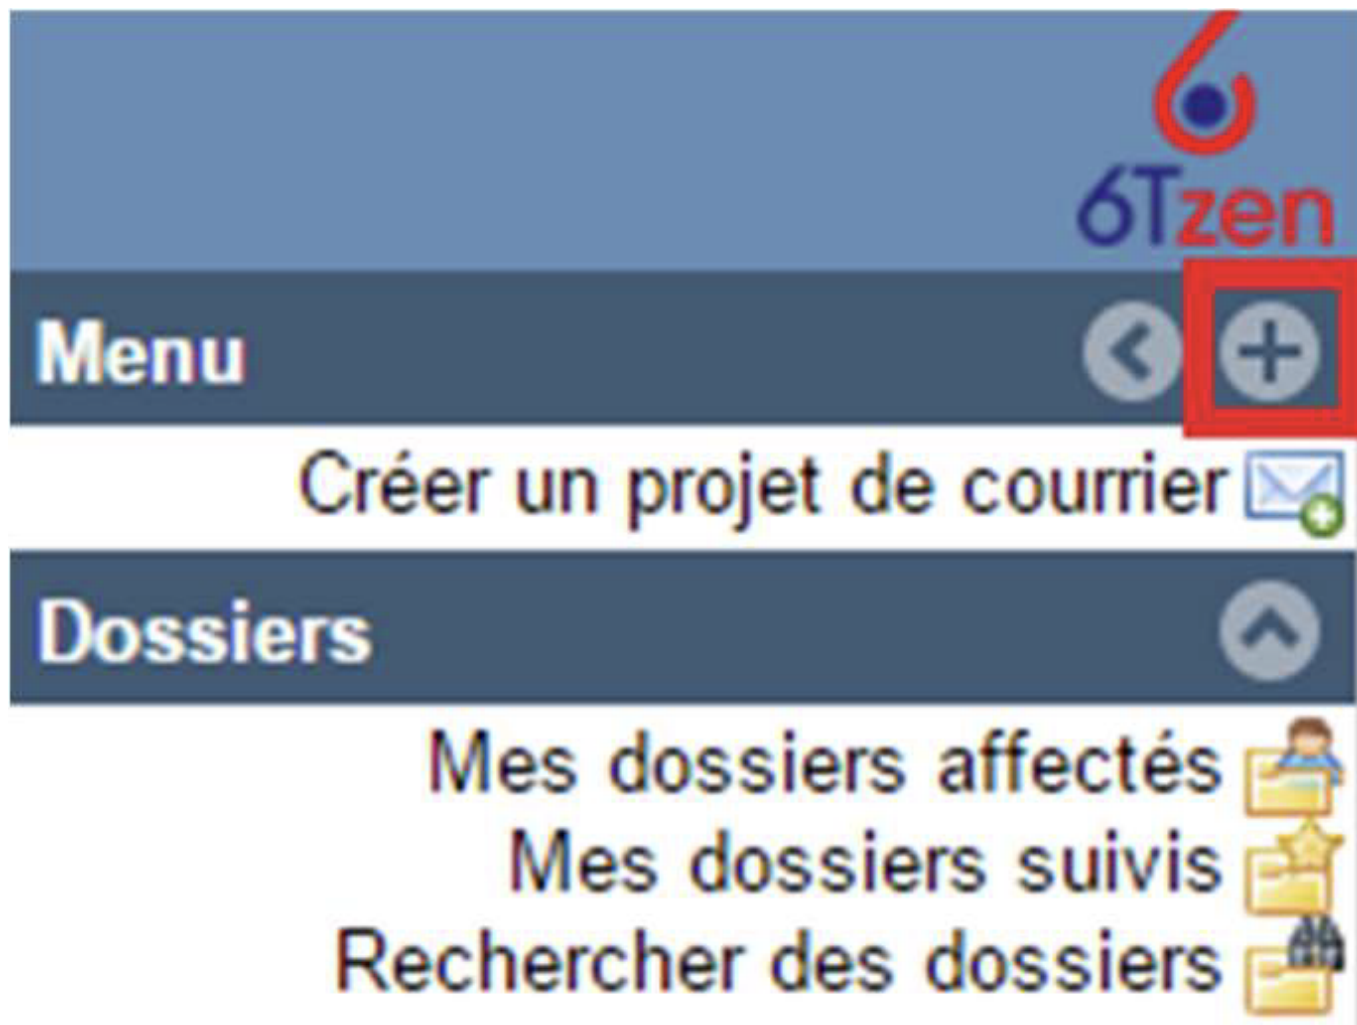 6Tzen
Menu
Créer un projet de courrier
Dossiers
Mes dossiers affectés
Mes dossiers suivis
Rechercher des dossiers